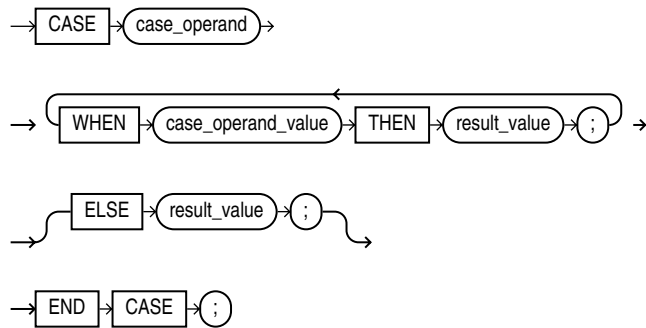 CASE case_operand
WHEN case_operand_value THEN result_value ;
ELSE result_value ;
END CASE ;